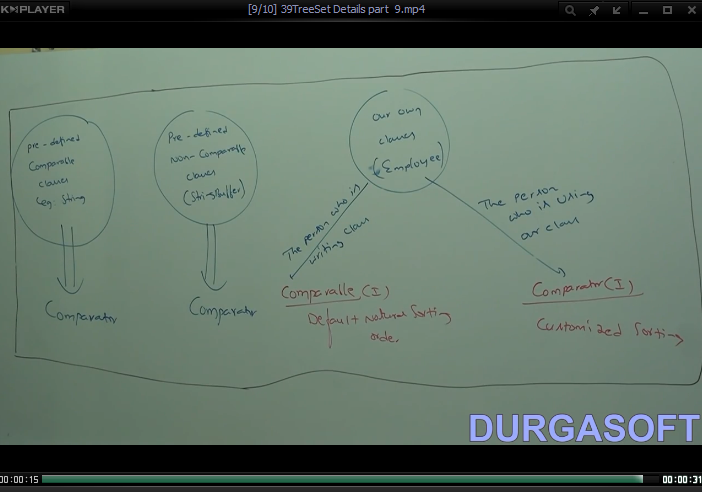 K-MPLAYER
[9/10] 39TreeSet Details part 9.mp4
pre-defined
Comparable
classes
eg. String
Comparator
Pre-defined
Non-Comparable
classes
(StringBuffer)
Comparator
our own
classes
(Employee)
The person who is
writing class
Comparable (I)
Default Natural Sorting
order
The person
who is using
our class
Comparator (I)
Customized Sorting
DURGASOFT
00:00:15
00:00:31